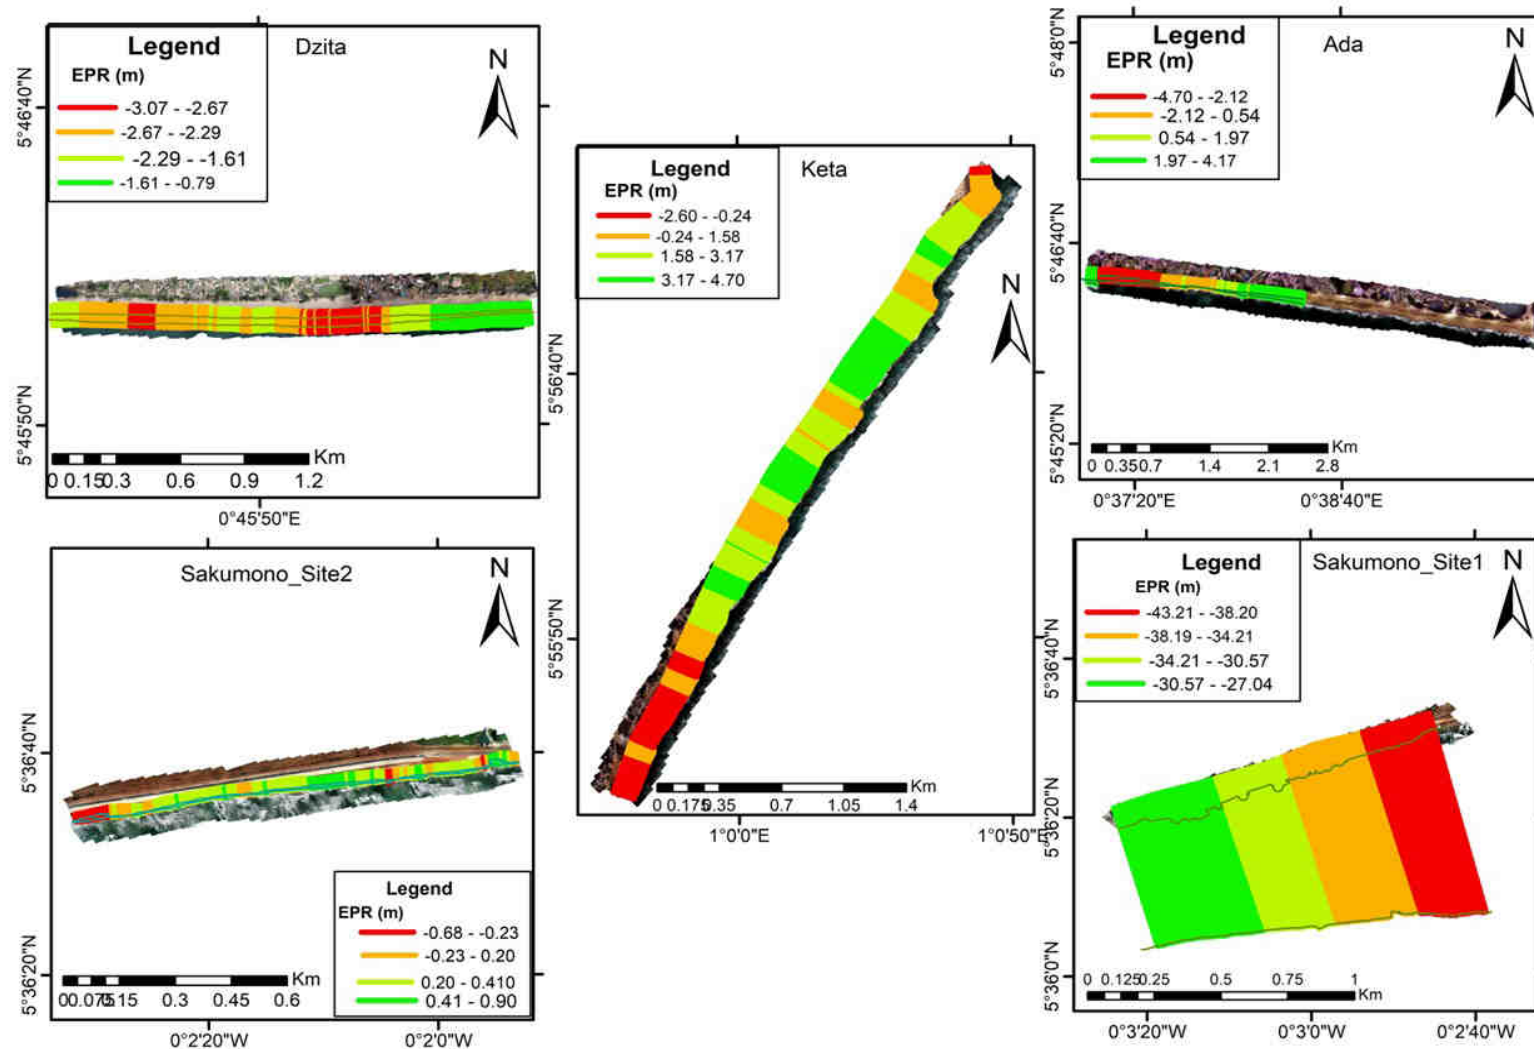 Legend
Dzita
N
EPR (m)
-3.07 - -2.67
-2.67 - -2.29
-2.29 - -1.61
-1.61 - -0.79
5°46'40"N
5°45'50"N
Km
0 0.15 0.3 0.6 0.9 1.2
0°45'50"E
Legend
Keta
EPR (m)
-2.60 - -0.24
-0.24 - 1.58
1.58 - 3.17
3.17 - 4.70
N
5°56'40"N
5°55'50"N
Km
0 0.175 0.35 0.7 1.05 1.4
1°0'0"E
1°0'50"E
Legend
Ada
N
EPR (m)
-4.70 - -2.12
-2.12 - 0.54
0.54 - 1.97
1.97 - 4.17
5°48'0"N
5°46'40"N
5°45'20"N
Km
0 0.35 0.7 1.4 2.1 2.8
0°37'20"E
0°38'40"E
Sakumono_Site2
N
5°36'40"N
5°36'20"N
Legend
EPR (m)
-0.68 - -0.23
-0.23 - 0.20
0.20 - 0.410
0.41 - 0.90
Km
0 0.075 0.15 0.3 0.45 0.6
0°2'20"W
0°2'0"W
Legend
Sakumono_Site1
N
EPR (m)
-43.21 - -38.20
-38.19 - -34.21
-34.21 - -30.57
-30.57 - -27.04
5°36'40"N
5°36'20"N
5°36'0"N
0 0.125 0.25 0.5 0.75 1
Km
0°3'20"W
0°3'0"W
0°2'40"W